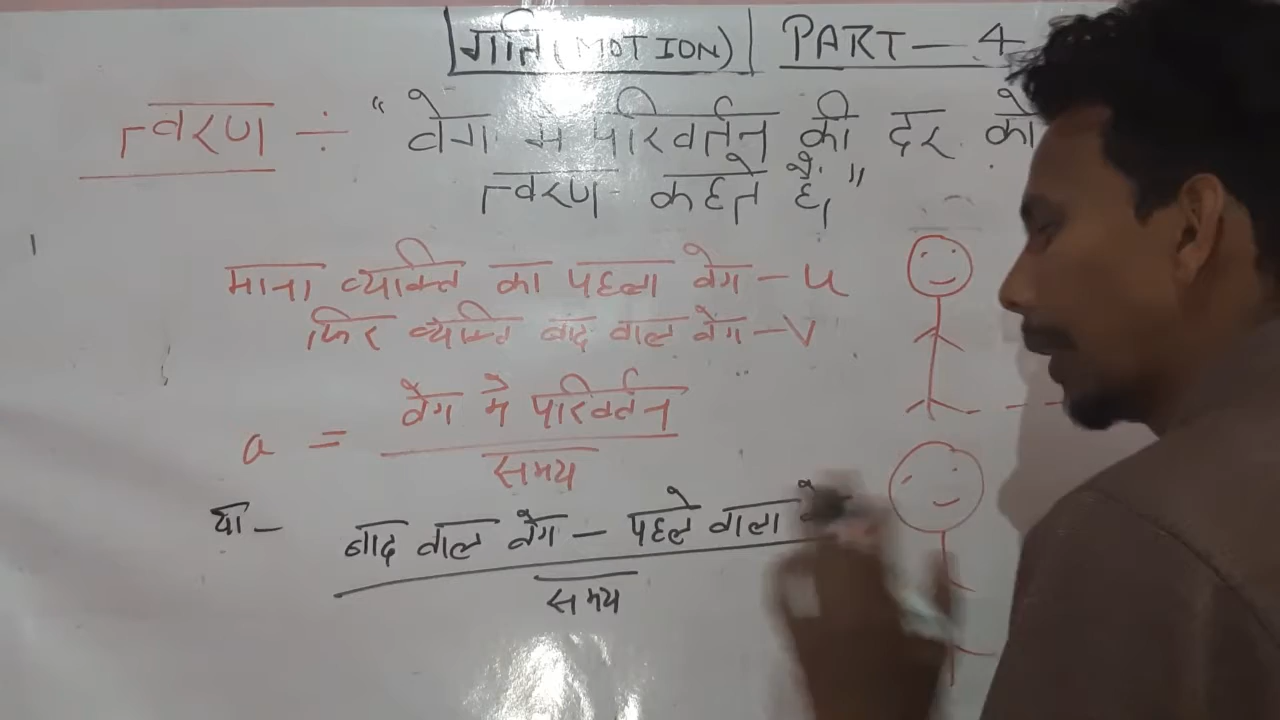 गति (MOTION) PART - 4
त्वरण ÷ "वेग मे परिवर्तन की दर को
त्वरण कहते है,"
माना व्यक्ति का पहला वेग - u
फिर व्यक्ति बाद वाल वेग - V
a = वेग मे परिवर्तन
समय
या - बाद वाल वेग - पहले वाला
समय